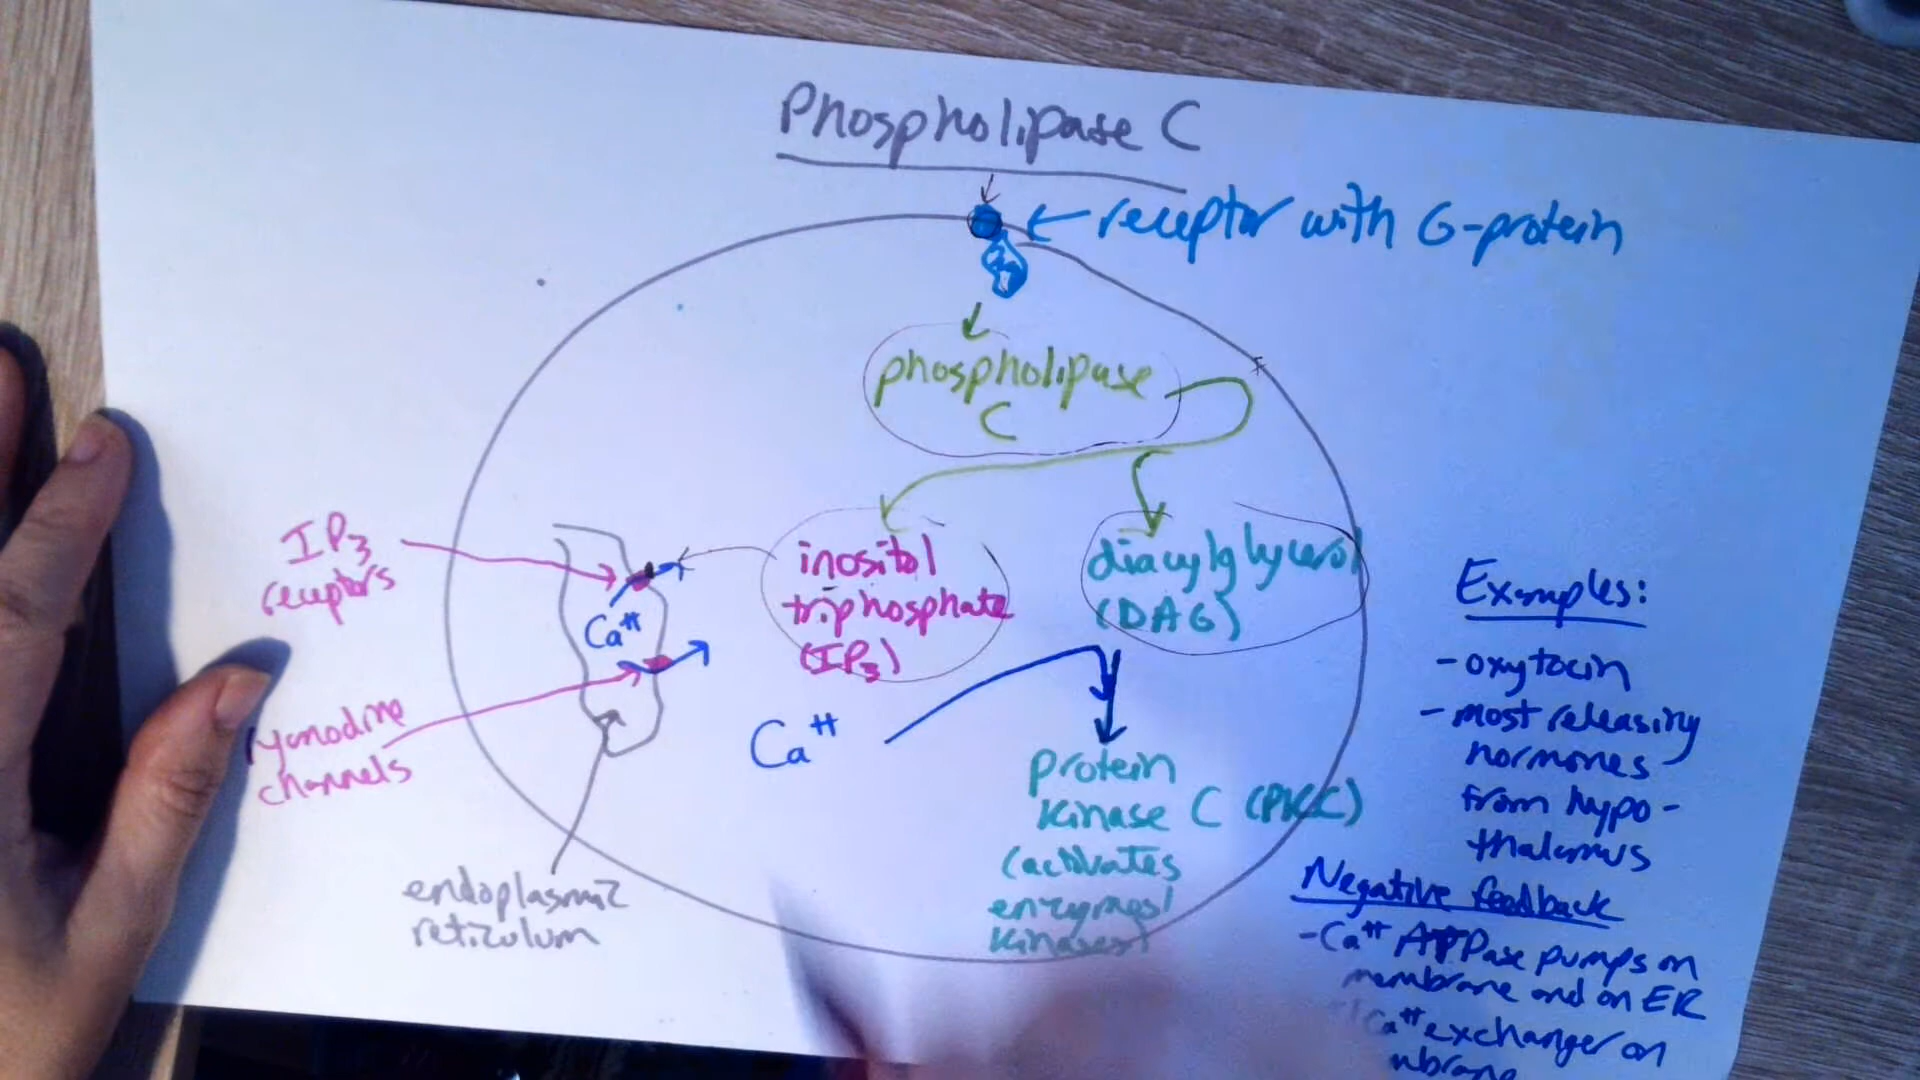 Phospholipase C
← receptor with G-protein
phospholipase
C
IP3
receptors
Ca++
inositol
triphosphate
(IP3)
diacylglycerol
(DAG)
ryanodine
channels
Ca++
protein
kinase C (PKC)
(activates
enzymes/
kinases)
endoplasmic
reticulum
Examples:
- oxytocin
- most releasing
hormones
from hypo-
thalamus
Negative feedback
- Ca++ ATPase pumps on
membrane and on ER
Ca++ exchanger on